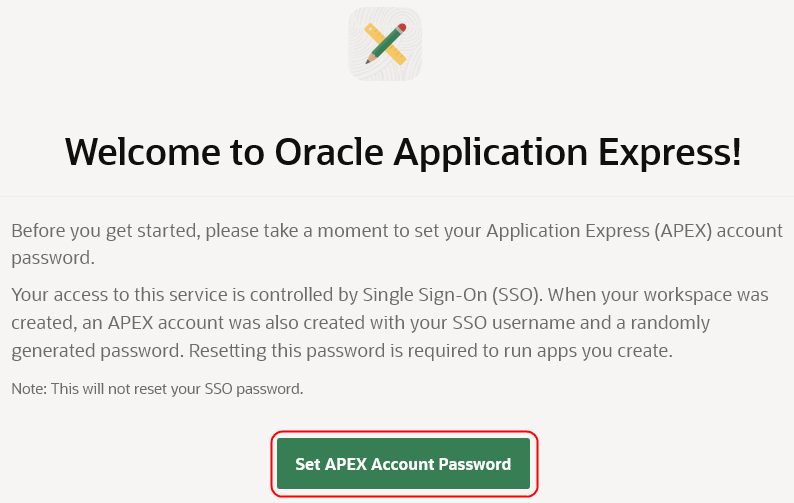 Welcome to Oracle Application Express!
Before you get started, please take a moment to set your Application Express (APEX) account
password.
Your access to this service is controlled by Single Sign-On (SSO). When your workspace was
created, an APEX account was also created with your SSO username and a randomly
generated password. Resetting this password is required to run apps you create.
Note: This will not reset your SSO password.
Set APEX Account Password